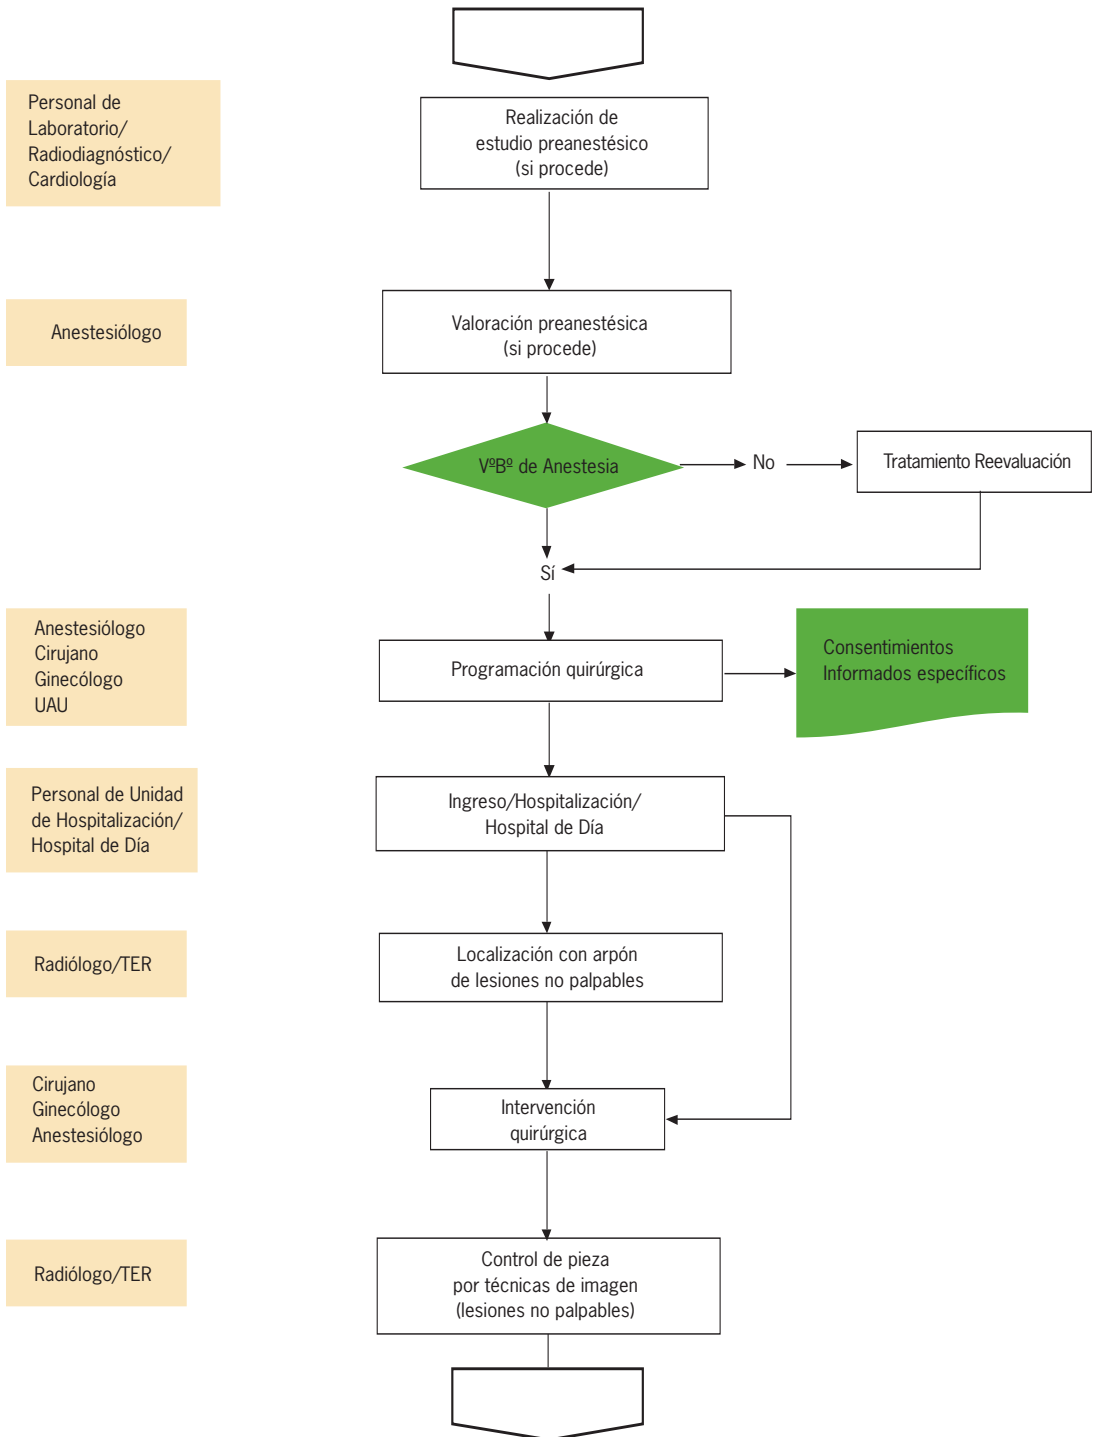 Personal de
Laboratorio/
Radiodiagnóstico/
Cardiología
Realización de
estudio preanestésico
(si procede)
Anestesiólogo
Valoración preanestésica
(si procede)
VºBº de Anestesia
No
Tratamiento Reevaluación
Sí
Anestesiólogo
Cirujano
Ginecólogo
UAU
Programación quirúrgica
Consentimientos
Informados específicos
Personal de Unidad
de Hospitalización/
Hospital de Día
Ingreso/Hospitalización/
Hospital de Día
Radiólogo/TER
Localización con arpón
de lesiones no palpables
Cirujano
Ginecólogo
Anestesiólogo
Intervención
quirúrgica
Radiólogo/TER
Control de pieza
por técnicas de imagen
(lesiones no palpables)